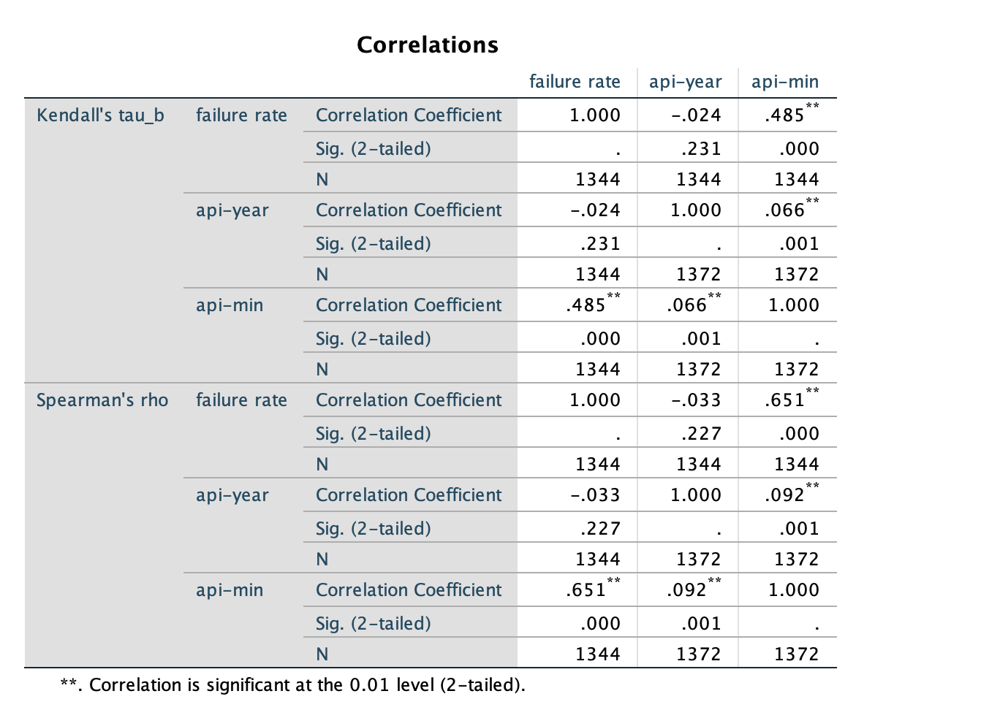 Correlations
failure rate api-year api-min
Kendall's tau_b failure rate Correlation Coefficient 1.000 -.024 .485**
Sig. (2-tailed) . .231 .000
N 1344 1344 1344
api-year Correlation Coefficient -.024 1.000 .066**
Sig. (2-tailed) .231 . .001
N 1344 1372 1372
api-min Correlation Coefficient .485** .066** 1.000
Sig. (2-tailed) .000 .001 .
N 1344 1372 1372
Spearman's rho failure rate Correlation Coefficient 1.000 -.033 .651**
Sig. (2-tailed) . .227 .000
N 1344 1344 1344
api-year Correlation Coefficient -.033 1.000 .092**
Sig. (2-tailed) .227 . .001
N 1344 1372 1372
api-min Correlation Coefficient .651** .092** 1.000
Sig. (2-tailed) .000 .001 .
N 1344 1372 1372
**. Correlation is significant at the 0.01 level (2-tailed).